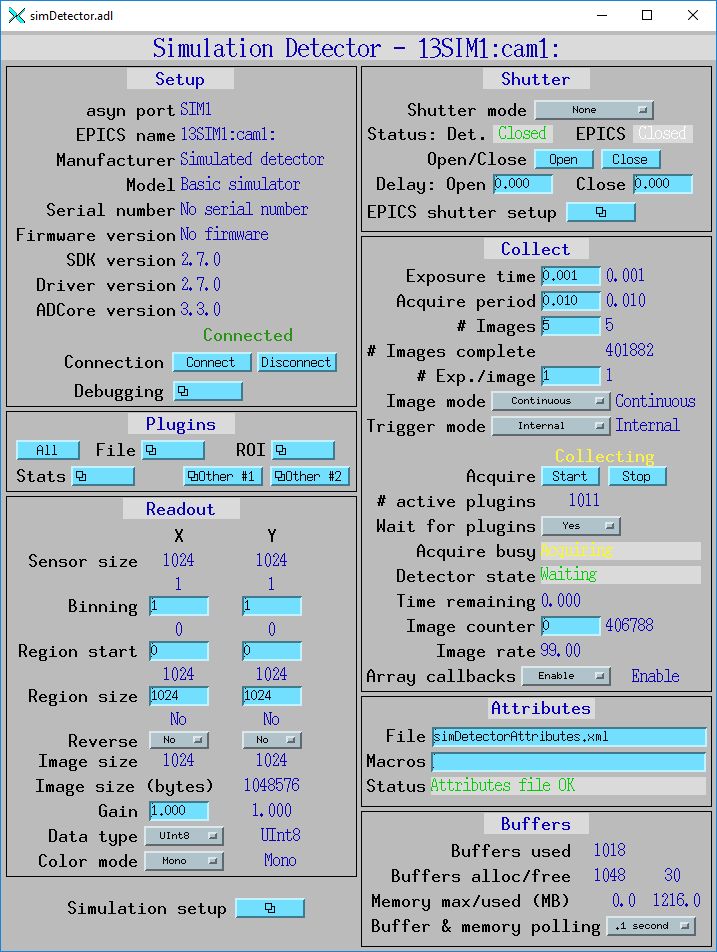 simDetector.adl
Simulation Detector - 13SIM1:cam1:
Setup
asyn port SIM1
EPICS name 13SIM1:cam1:
Manufacturer Simulated detector
Model Basic simulator
Serial number No serial number
Firmware version No firmware
SDK version 2.7.0
Driver version 2.7.0
ADCore version 3.3.0
Connected
Connection Connect Disconnect
Debugging
Plugins
All File ROI
Stats Other #1 Other #2
Readout
X Y
Sensor size 1024 1024
1 1
Binning 1 1
0 0
Region start 0 0
1024 1024
Region size 1024 1024
No No
Reverse No No
Image size 1024 1024
Image size (bytes) 1048576
Gain 1.000 1.000
Data type UInt8 UInt8
Color mode Mono Mono
Simulation setup
Shutter
Shutter mode None
Status: Det. Closed EPICS Closed
Open/Close Open Close
Delay: Open 0.000 Close 0.000
EPICS shutter setup
Collect
Exposure time 0.001 0.001
Acquire period 0.010 0.010
# Images 5 5
# Images complete 401882
# Exp./image 1 1
Image mode Continuous Continuous
Trigger mode Internal Internal
Collecting
Acquire Start Stop
# active plugins 1011
Wait for plugins Yes
Acquire busy Acquiring
Detector state Waiting
Time remaining 0.000
Image counter 0 406788
Image rate 99.00
Array callbacks Enable Enable
Attributes
File simDetectorAttributes.xml
Macros
Status Attributes file OK
Buffers
Buffers used 1018
Buffers alloc/free 1048 30
Memory max/used (MB) 0.0 1216.0
Buffer & memory polling .1 second